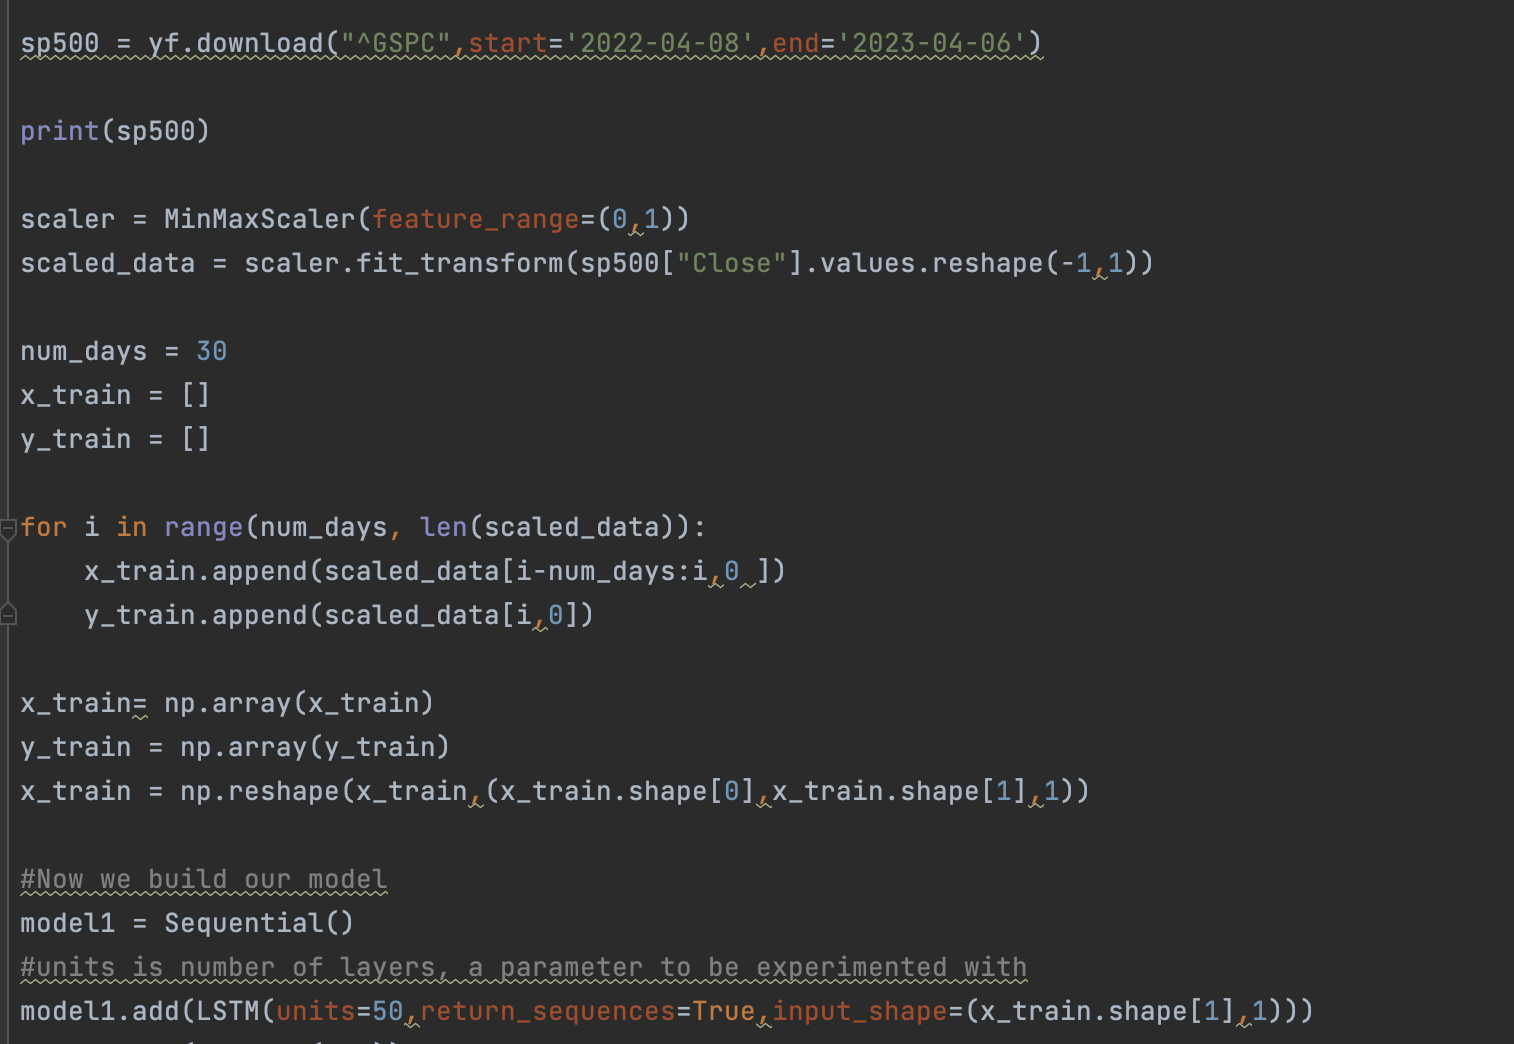 sp500 = yf.download("^GSPC",start='2022-04-08',end='2023-04-06')
print(sp500)
scaler = MinMaxScaler(feature_range=(0,1))
scaled_data = scaler.fit_transform(sp500["Close"].values.reshape(-1,1))
num_days = 30
x_train = []
y_train = []
for i in range(num_days, len(scaled_data)):
    x_train.append(scaled_data[i-num_days:i,0 ])
    y_train.append(scaled_data[i,0])
x_train= np.array(x_train)
y_train = np.array(y_train)
x_train = np.reshape(x_train,(x_train.shape[0],x_train.shape[1],1))
#Now we build our model
model1 = Sequential()
#units is number of layers, a parameter to be experimented with
model1.add(LSTM(units=50,return_sequences=True,input_shape=(x_train.shape[1],1)))